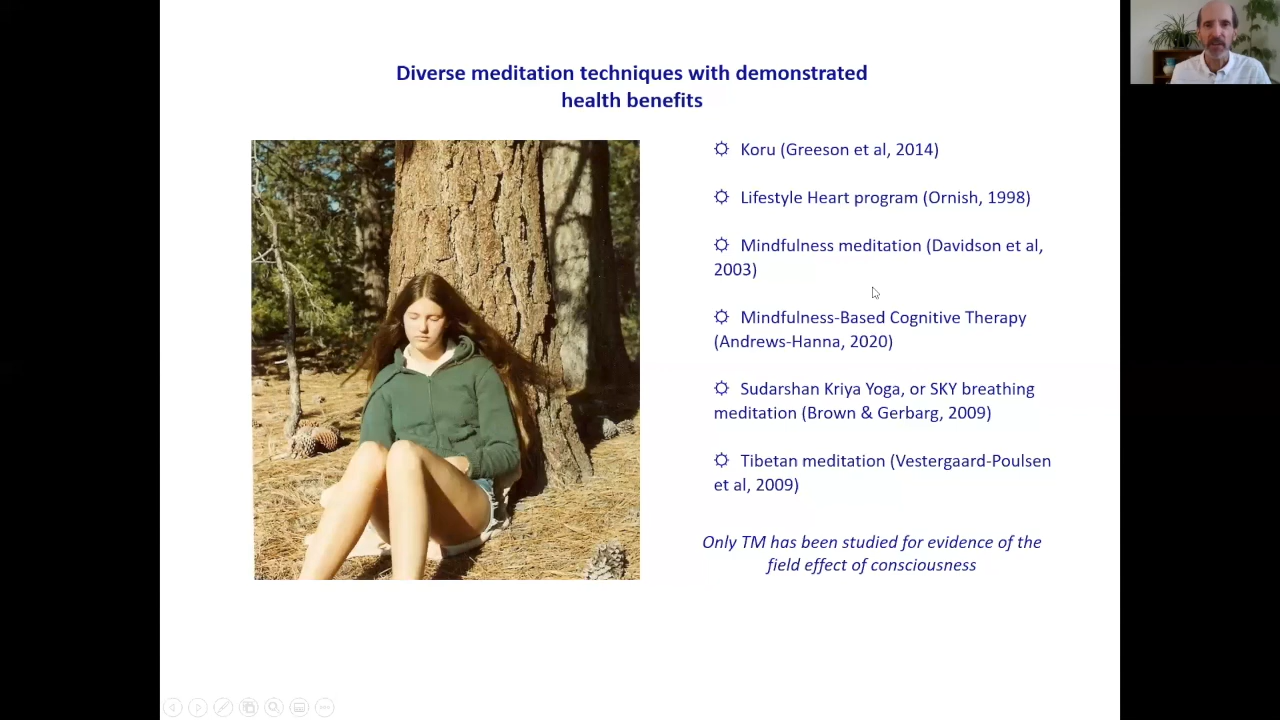 Diverse meditation techniques with demonstrated
health benefits
Koru (Greeson et al, 2014)
Lifestyle Heart program (Ornish, 1998)
Mindfulness meditation (Davidson et al,
2003)
Mindfulness-Based Cognitive Therapy
(Andrews-Hanna, 2020)
Sudarshan Kriya Yoga, or SKY breathing
meditation (Brown & Gerbarg, 2009)
Tibetan meditation (Vestergaard-Poulsen
et al, 2009)
Only TM has been studied for evidence of the
field effect of consciousness